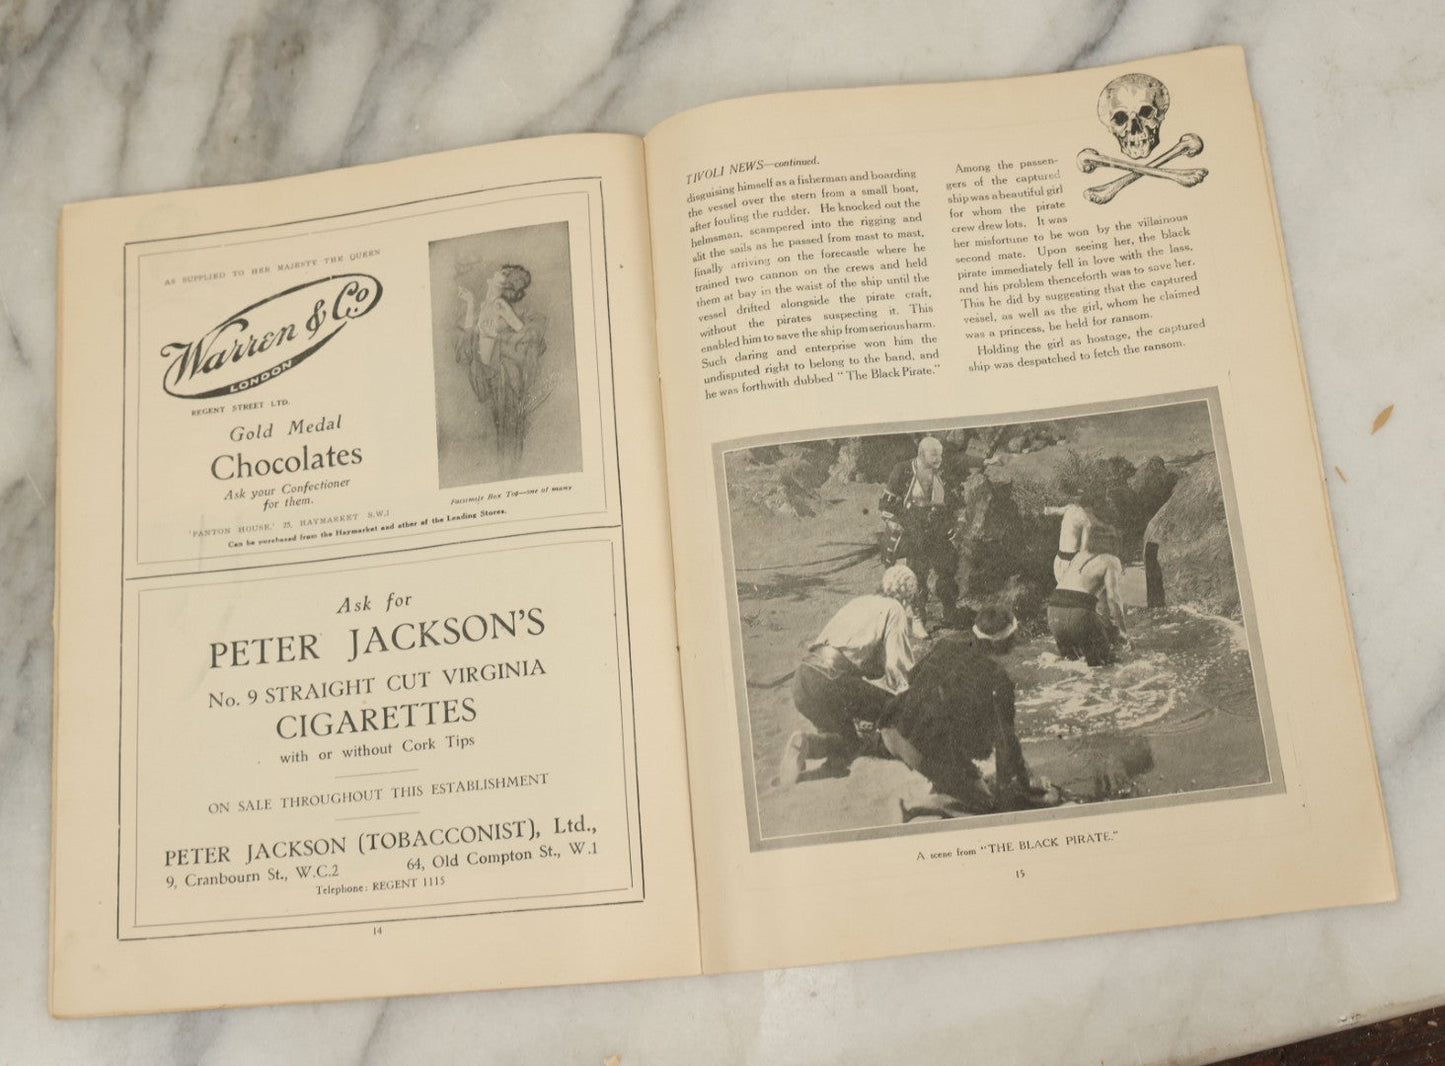 AS SUPPLIED TO HER MAJESTY THE QUEEN
Warren & Co
LONDON
REGENT STREET LTD.
Gold Medal
Chocolates
Ask your Confectioner
for them.
Facsimile Box Top—one of many
'PANTON HOUSE,' 25, HAYMARKET S.W.1
Can be purchased from the Haymarket and other of the Leading Stores.
Ask for
PETER JACKSON'S
No. 9 STRAIGHT CUT VIRGINIA
CIGARETTES
with or without Cork Tips
ON SALE THROUGHOUT THIS ESTABLISHMENT
PETER JACKSON (TOBACCONIST), Ltd.,
9, Cranbourn St., W.C.2 64, Old Compton St., W.1
Telephone: REGENT 1115
14
TIVOLI NEWS—continued.
disguising himself as a fisherman and boarding
the vessel over the stern from a small boat,
after fouling the rudder. He knocked out the
helmsman, scampered into the rigging and
slit the sails as he passed from mast to mast,
finally arriving on the forecastle where he
trained two cannon on the crews and held
them at bay in the waist of the ship until the
vessel drifted alongside the pirate craft,
without the pirates suspecting it. This
enabled him to save the ship from serious harm.
Such daring and enterprise won him the
undisputed right to belong to the band, and
he was forthwith dubbed "The Black Pirate."
Among the passen-
gers of the captured
ship was a beautiful girl
for whom the pirate
crew drew lots. It was
her misfortune to be won by the villainous
second mate. Upon seeing her, the black
pirate immediately fell in love with the lass,
and his problem thenceforth was to save her.
This he did by suggesting that the captured
vessel, as well as the girl, whom he claimed
was a princess, be held for ransom.
Holding the girl as hostage, the captured
ship was despatched to fetch the ransom.
A scene from "THE BLACK PIRATE."
15